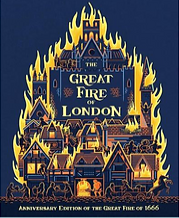 THE
GREAT
FIRE
OF
LONDON
ANNIVERSARY EDITION OF THE GREAT FIRE OF 1666